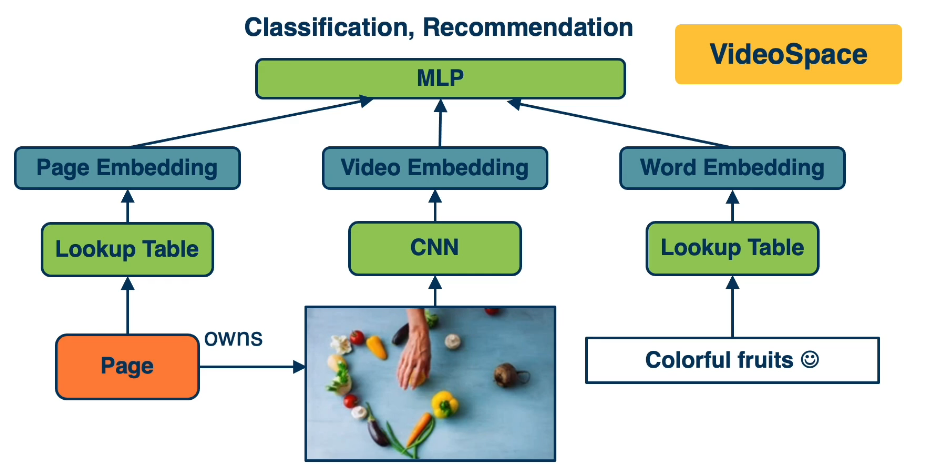 Classification, Recommendation
VideoSpace
MLP
Page Embedding
Video Embedding
Word Embedding
Lookup Table
CNN
Lookup Table
owns
Page
Colorful fruits ☺